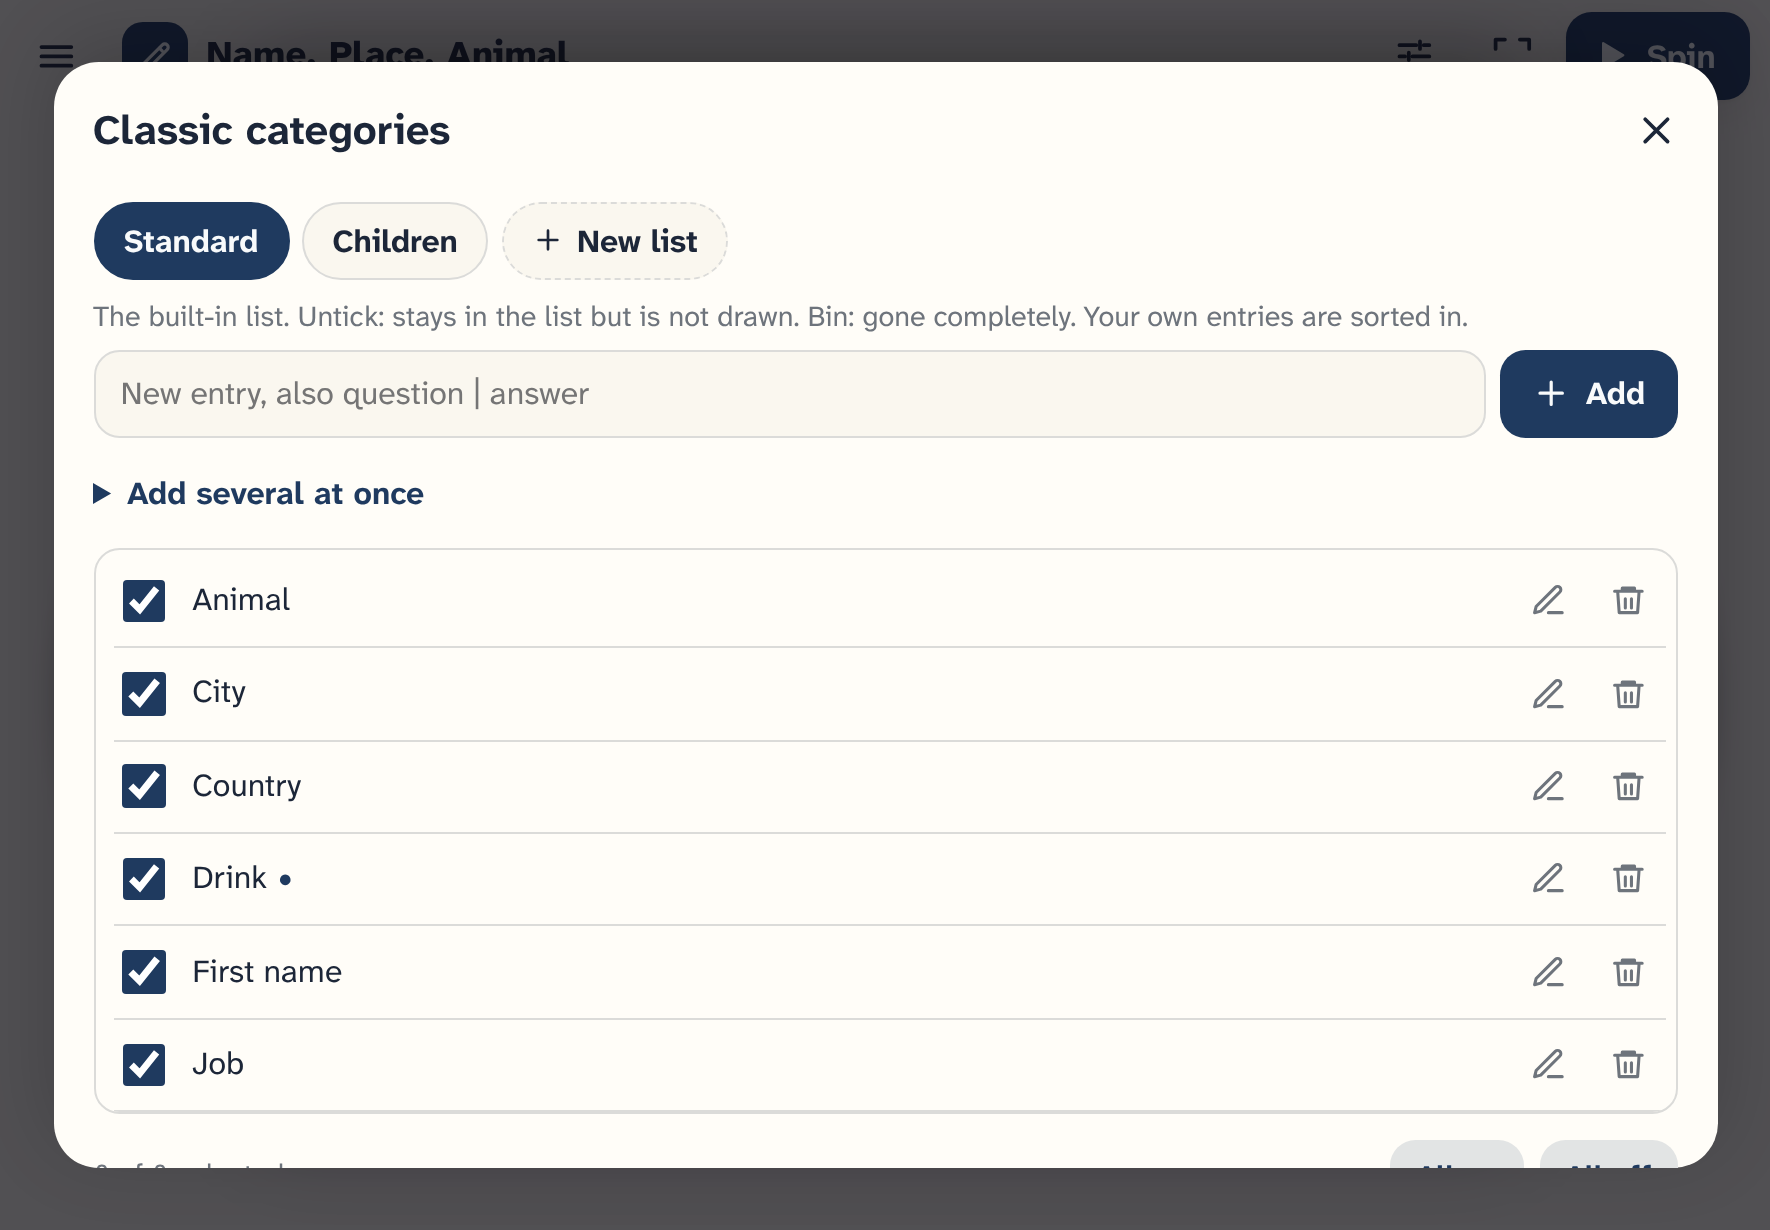 Name, Place, Animal
Spin
Classic categories
Standard
Children
+ New list
The built-in list. Untick: stays in the list but is not drawn. Bin: gone completely. Your own entries are sorted in.
New entry, also question | answer
+ Add
Add several at once
Animal
City
Country
Drink •
First name
Job